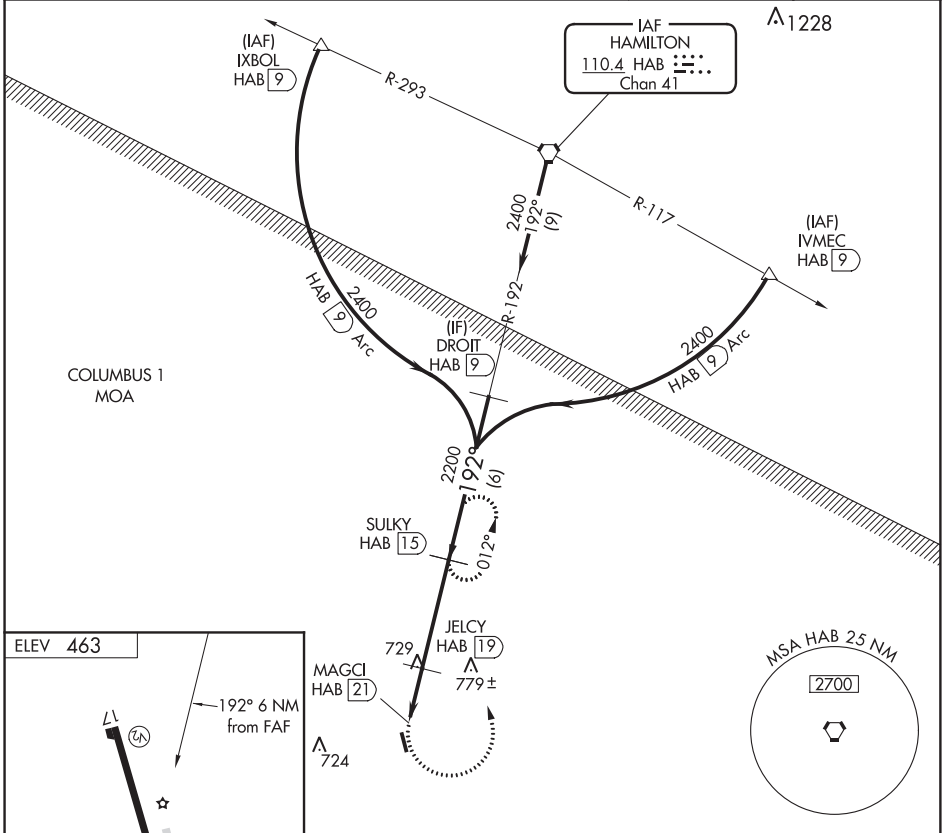 1228
IAF
HAMILTON
110.4 HAB
Chan 41
(IAF)
IXBOL
HAB 9
R-293
R-117
(IAF)
IVMEC
HAB 9
2400
192°
(9)
R-192
2400
HAB 9 Arc
2400
HAB 9 Arc
(IF)
DROIT
HAB 9
COLUMBUS 1
MOA
2200
192°
(6)
SULKY
HAB 15
012°
JELCY
HAB 19
729
779 ±
MAGCI
HAB 21
724
MSA HAB 25 NM
2700
ELEV 463
192° 6 NM
from FAF
17
V2